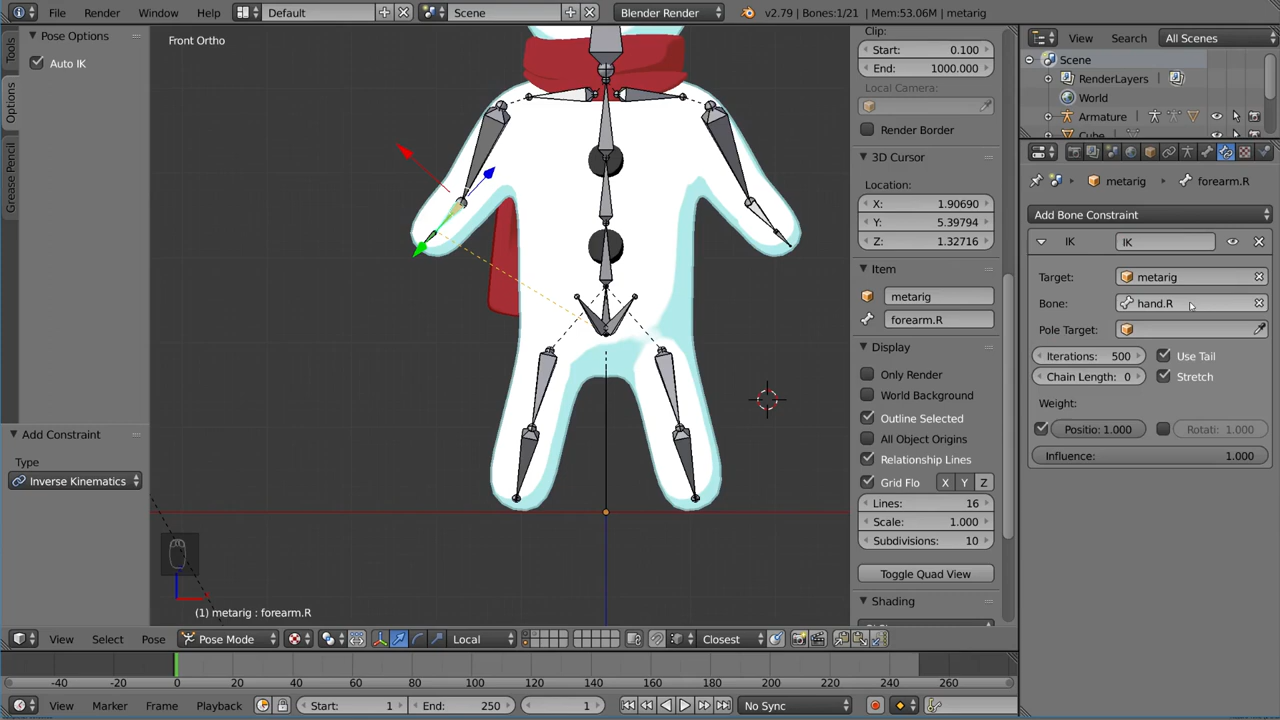 File
Render
Window
Help
Default
Scene
Blender Render
v2.79 | Bones:1/21 | Mem:53.06M | metarig
Tools
Options
Grease Pencil
Pose Options
Auto IK
Add Constraint
Type
Inverse Kinematics
Front Ortho
(1) metarig : forearm.R
Clip:
Start: 0.100
End: 1000.000
Local Camera:
Render Border
3D Cursor
Location:
X: 1.90690
Y: 5.39794
Z: 1.32716
Item
metarig
forearm.R
Display
Only Render
World Background
Outline Selected
All Object Origins
Relationship Lines
Grid Flo X Y Z
Lines: 16
Scale: 1.000
Subdivisions: 10
Toggle Quad View
Shading
View Search All Scenes
Scene
RenderLayers
World
Armature
metarig forearm.R
Add Bone Constraint
IK IK
Target: metarig
Bone: hand.R
Pole Target:
Iterations: 500 Use Tail
Chain Length: 0 Stretch
Weight:
Positio: 1.000 Rotati: 1.000
Influence: 1.000
View Select Pose Pose Mode Local Closest
-40 -20 0 20 40 60 80 100 120 140 160 180 200 220 240 260
View Marker Frame Playback Start: 1 End: 250 1 No Sync